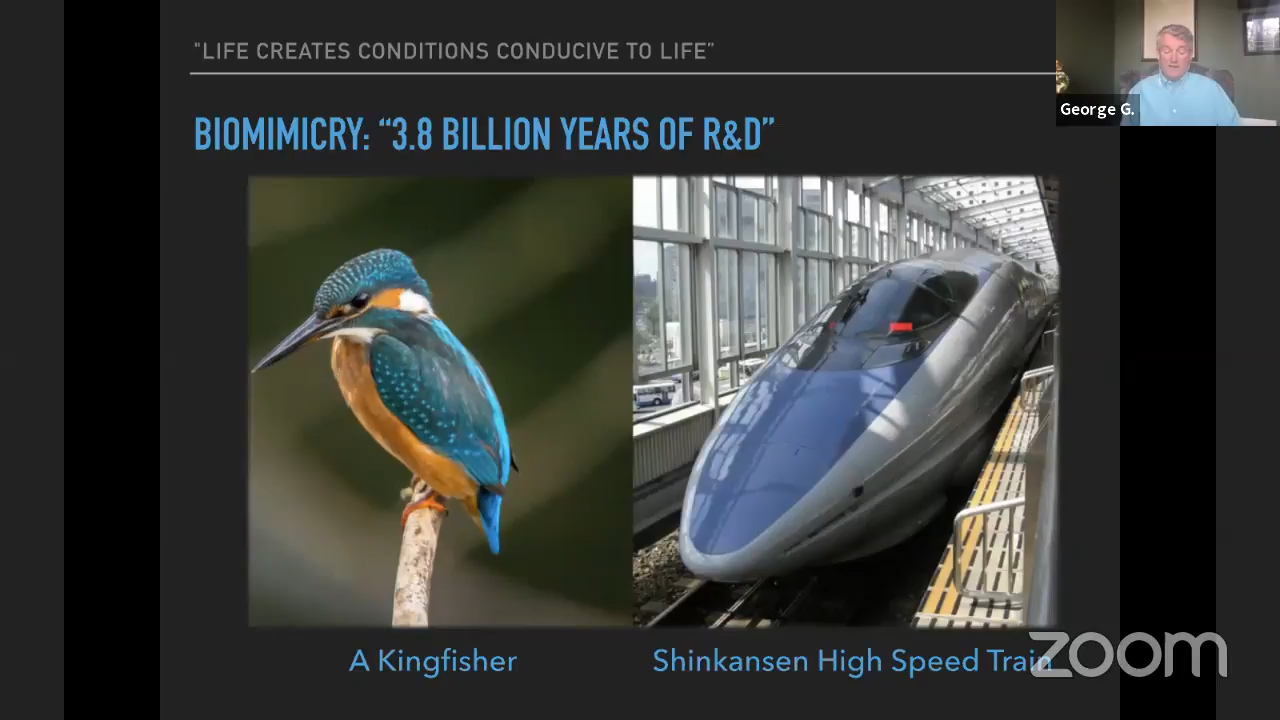 "LIFE CREATES CONDITIONS CONDUCIVE TO LIFE"
George G.
BIOMIMICRY: “3.8 BILLION YEARS OF R&D”
A Kingfisher
Shinkansen High Speed Train
zoom